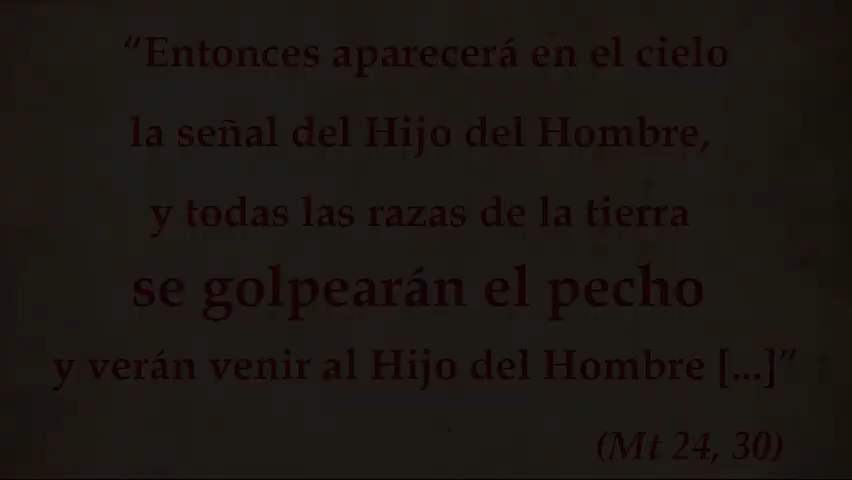 “Entonces aparecerá en el cielo
la señal del Hijo del Hombre,
y todas las razas de la tierra
se golpearán el pecho
y verán venir al Hijo del Hombre [...]”
(Mt 24, 30)